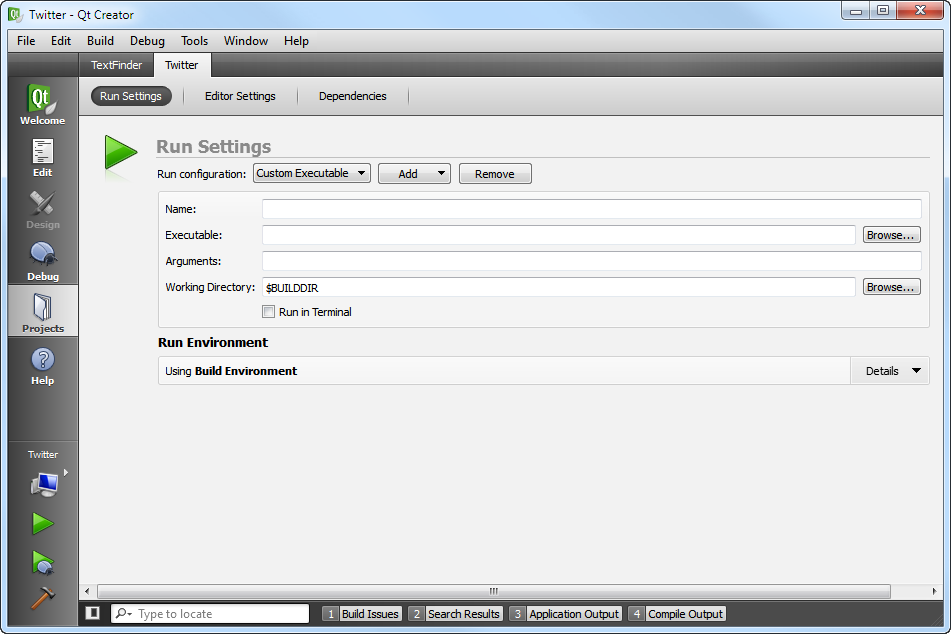 Twitter - Qt Creator
File Edit Build Debug Tools Window Help
TextFinder Twitter
Run Settings Editor Settings Dependencies
Qt
Welcome
Edit
Design
Debug
Projects
Help
Run Settings
Run configuration: Custom Executable Add Remove
Name:
Executable: Browse...
Arguments:
Working Directory: $BUILDDIR Browse...
Run in Terminal
Run Environment
Using Build Environment Details
Twitter
Type to locate 1 Build Issues 2 Search Results 3 Application Output 4 Compile Output